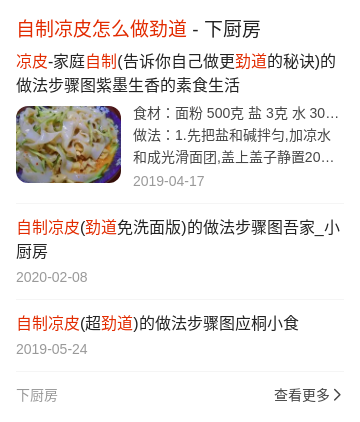 自制凉皮怎么做劲道 - 下厨房
凉皮-家庭自制(告诉你自己做更劲道的秘诀)的
做法步骤图紫墨生香的素食生活
食材：面粉 500克 盐 3克 水 30…
做法：1.先把盐和碱拌匀,加凉水
和成光滑面团,盖上盖子静置20…
2019-04-17
自制凉皮(劲道免洗面版)的做法步骤图吾家_小
厨房
2020-02-08
自制凉皮(超劲道)的做法步骤图应桐小食
2019-05-24
下厨房
查看更多